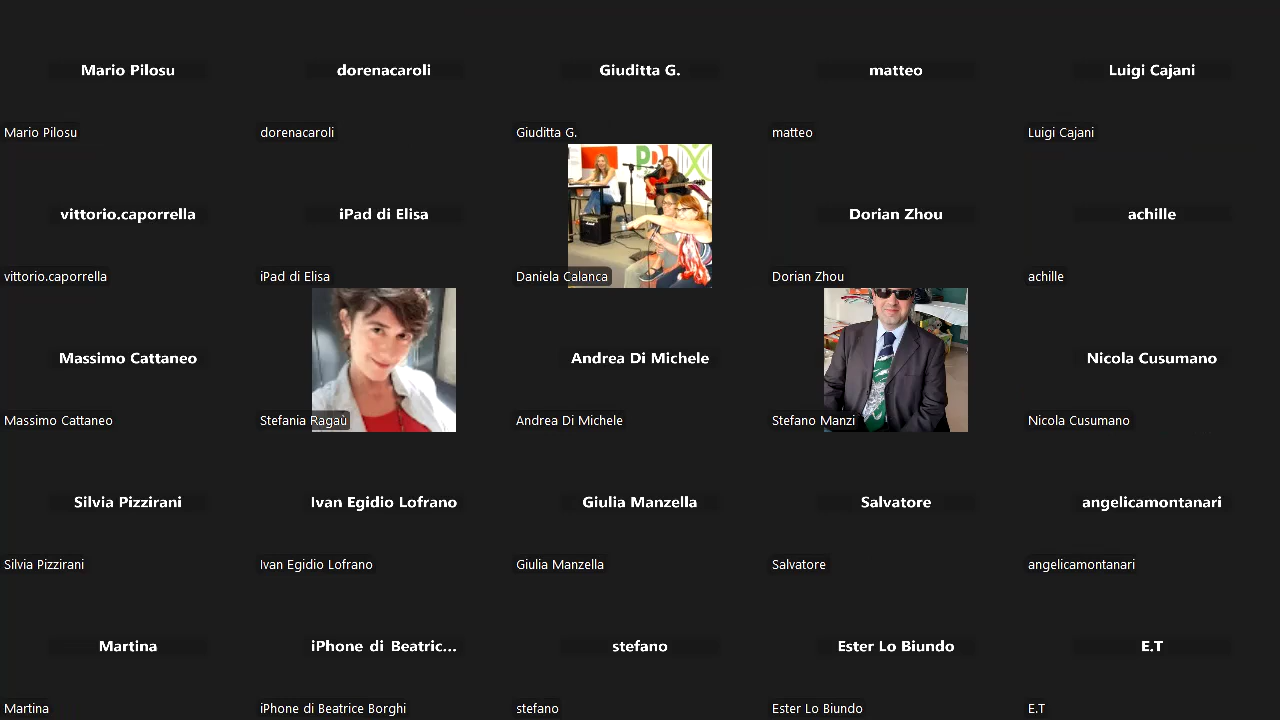 Mario Pilosu
dorenacaroli
Giuditta G.
matteo
Luigi Cajani
Mario Pilosu
dorenacaroli
Giuditta G.
matteo
Luigi Cajani
PD
vittorio.caporrella
iPad di Elisa
Dorian Zhou
achille
vittorio.caporrella
iPad di Elisa
Daniela Calanca
Dorian Zhou
achille
Massimo Cattaneo
Andrea Di Michele
Nicola Cusumano
Massimo Cattaneo
Stefania Ragaù
Andrea Di Michele
Stefano Manzi
Nicola Cusumano
Silvia Pizzirani
Ivan Egidio Lofrano
Giulia Manzella
Salvatore
angelicamontanari
Silvia Pizzirani
Ivan Egidio Lofrano
Giulia Manzella
Salvatore
angelicamontanari
Martina
iPhone di Beatric...
stefano
Ester Lo Biundo
E.T
Martina
iPhone di Beatrice Borghi
stefano
Ester Lo Biundo
E.T